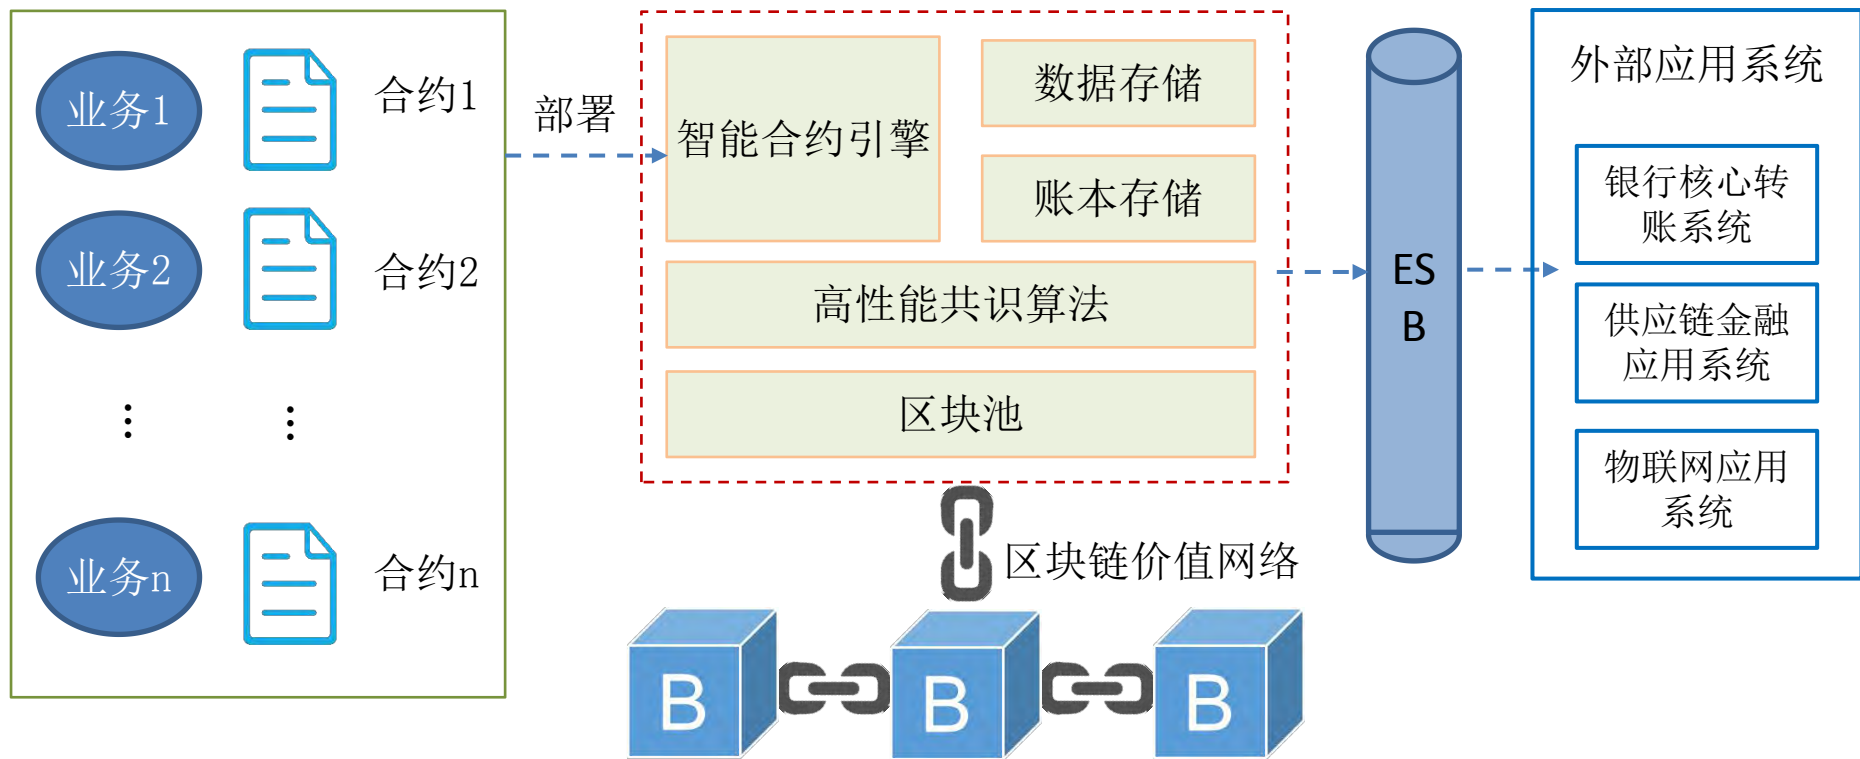 业务1
合约1
业务2
合约2
⋮
⋮
业务n
合约n
部署
智能合约引擎
数据存储
账本存储
高性能共识算法
区块池
区块链价值网络
B
B
B
ES
B
外部应用系统
银行核心转
账系统
供应链金融
应用系统
物联网应用
系统